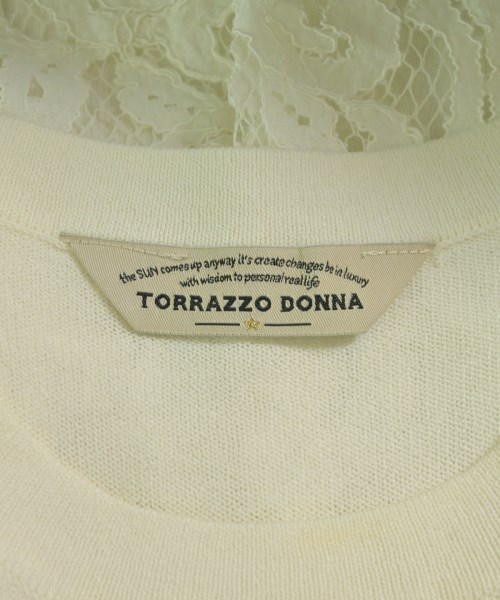 the SUN comes up anyway it's create changes be in luxury
with wisdom to personal real life
TORRAZZO DONNA